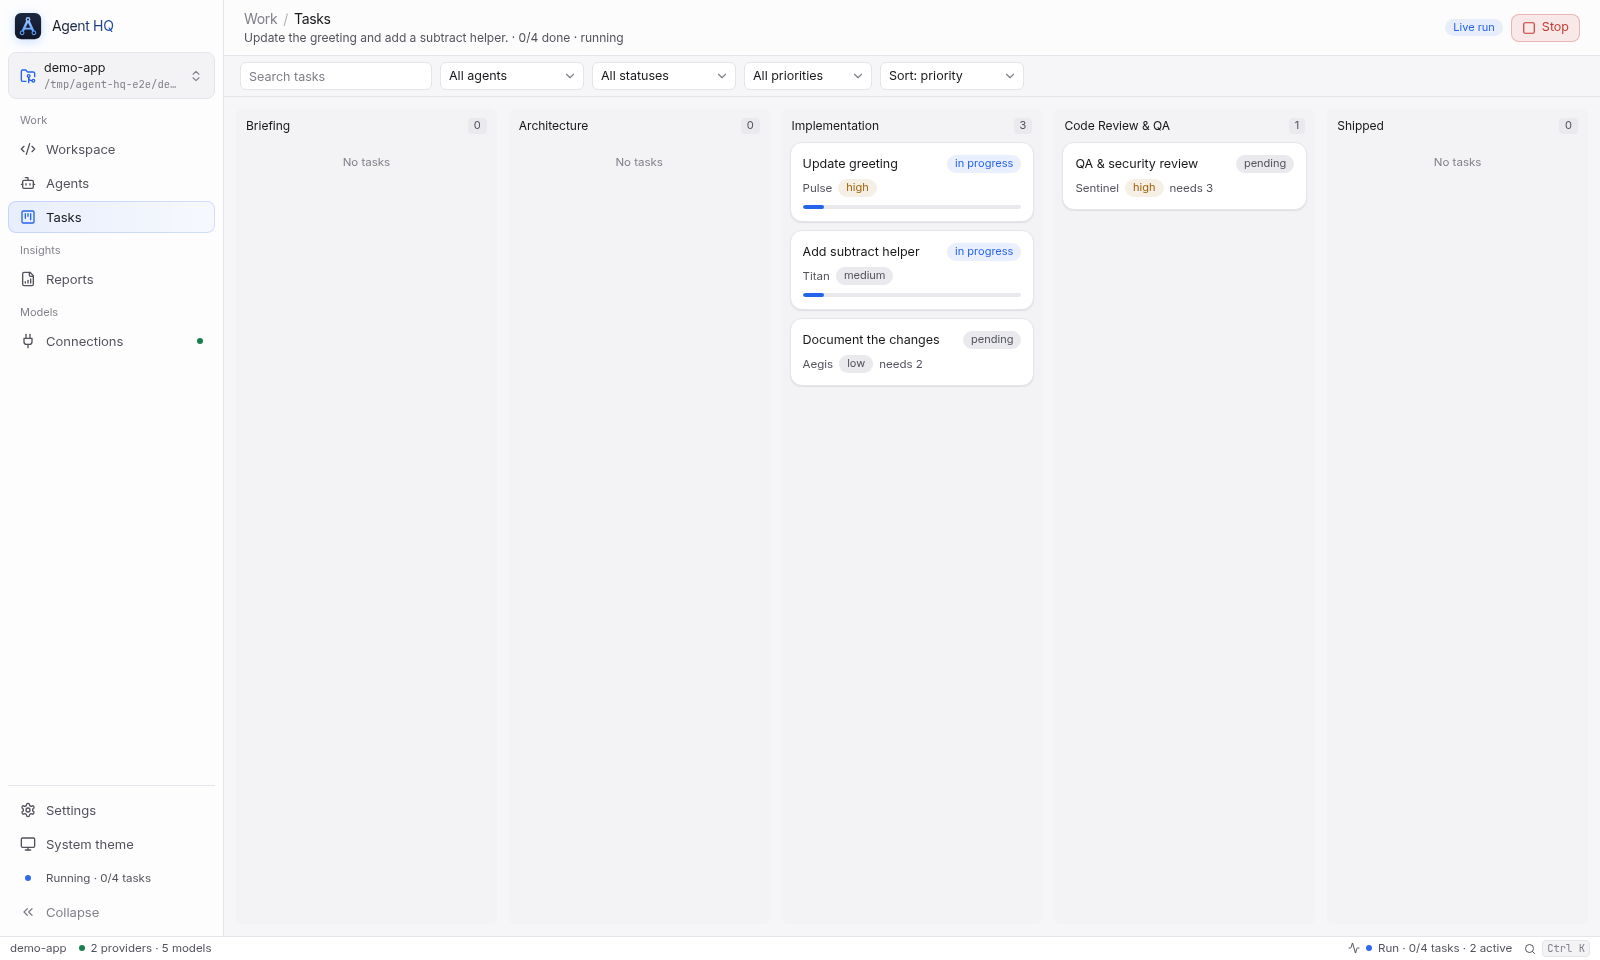 Agent HQ
demo-app
/tmp/agent-hq-e2e/de…
Work
Workspace
Agents
Tasks
Insights
Reports
Models
Connections
Settings
System theme
Running · 0/4 tasks
Collapse
Work / Tasks
Update the greeting and add a subtract helper. · 0/4 done · running
Live run
Stop
Search tasks
All agents
All statuses
All priorities
Sort: priority
Briefing 0
No tasks
Architecture 0
No tasks
Implementation 3
Update greeting in progress
Pulse high
Add subtract helper in progress
Titan medium
Document the changes pending
Aegis low needs 2
Code Review & QA 1
QA & security review pending
Sentinel high needs 3
Shipped 0
No tasks
demo-app 2 providers · 5 models
Run · 0/4 tasks · 2 active Ctrl K